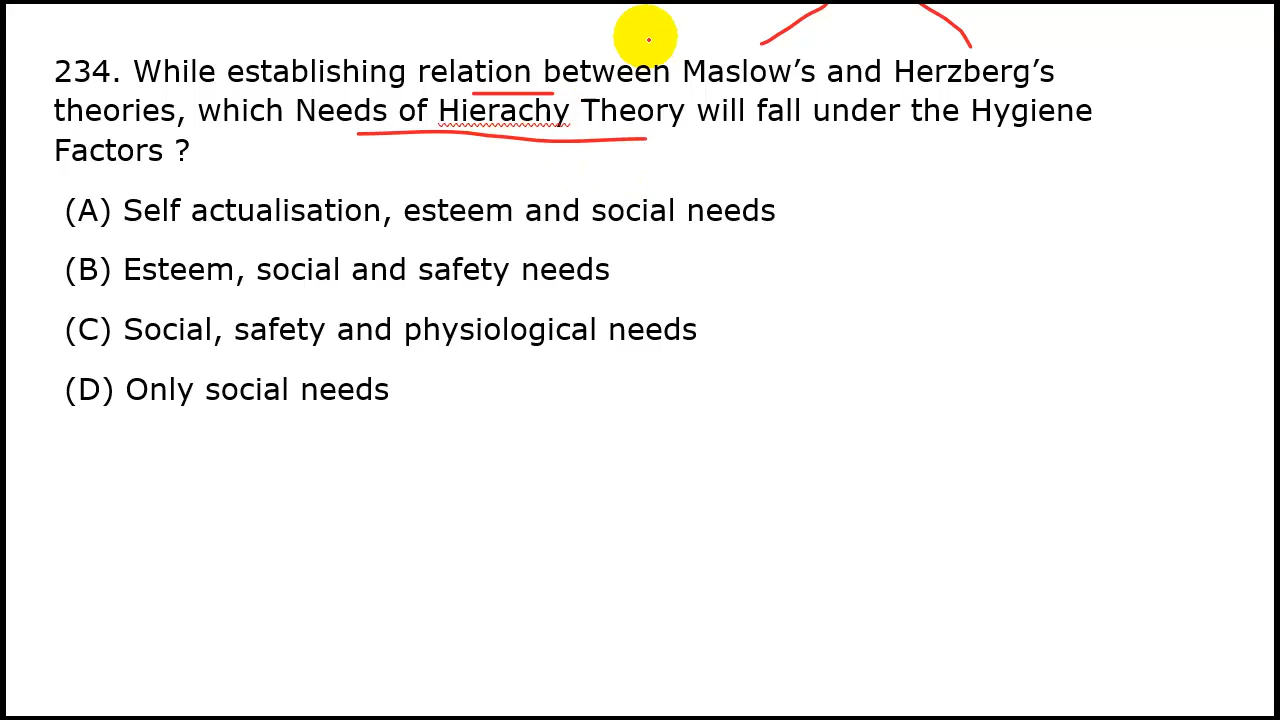 234. While establishing relation between Maslow’s and Herzberg’s
theories, which Needs of Hierachy Theory will fall under the Hygiene
Factors ?
(A) Self actualisation, esteem and social needs
(B) Esteem, social and safety needs
(C) Social, safety and physiological needs
(D) Only social needs